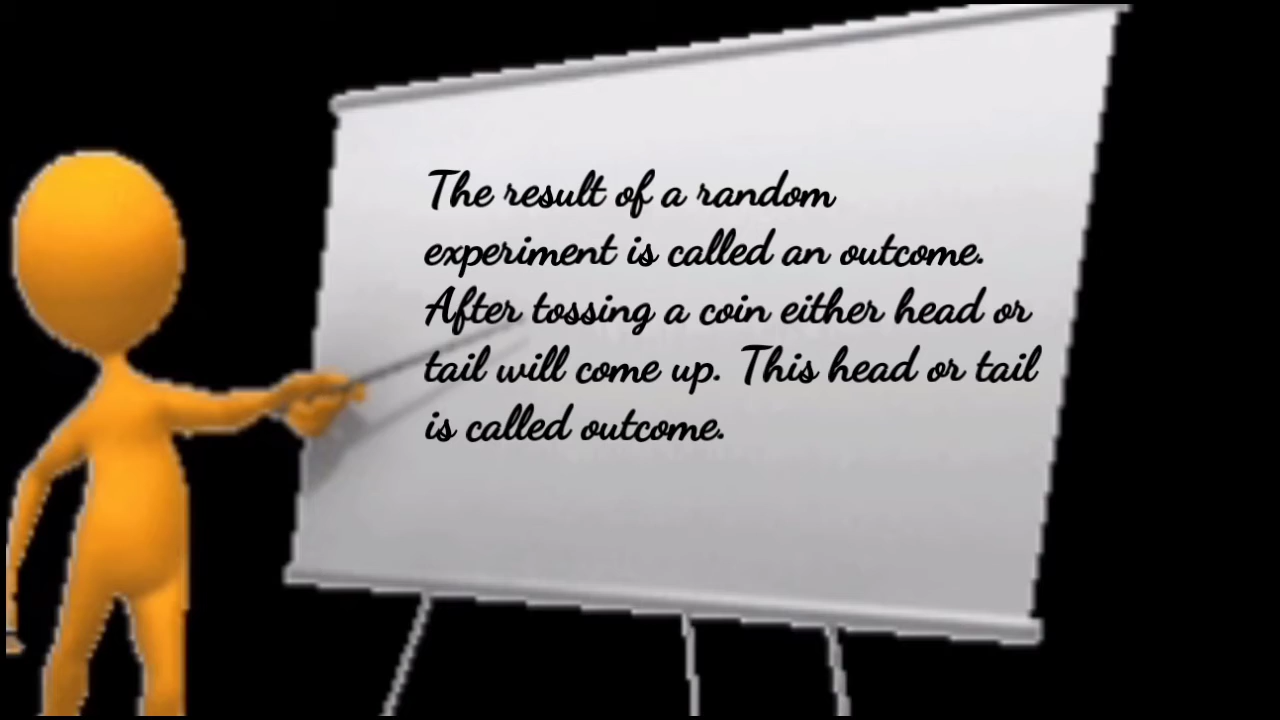 The result of a random
experiment is called an outcome.
After tossing a coin either head or
tail will come up. This head or tail
is called outcome.